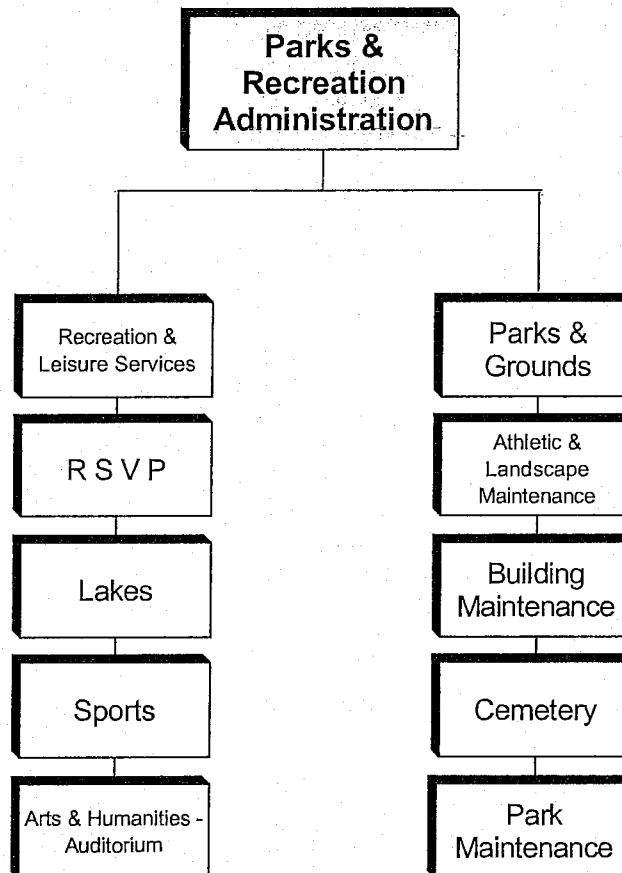 Parks &
Recreation
Administration
Recreation &
Leisure Services
R S V P
Lakes
Sports
Arts & Humanities -
Auditorium
Parks &
Grounds
Athletic &
Landscape
Maintenance
Building
Maintenance
Cemetery
Park
Maintenance